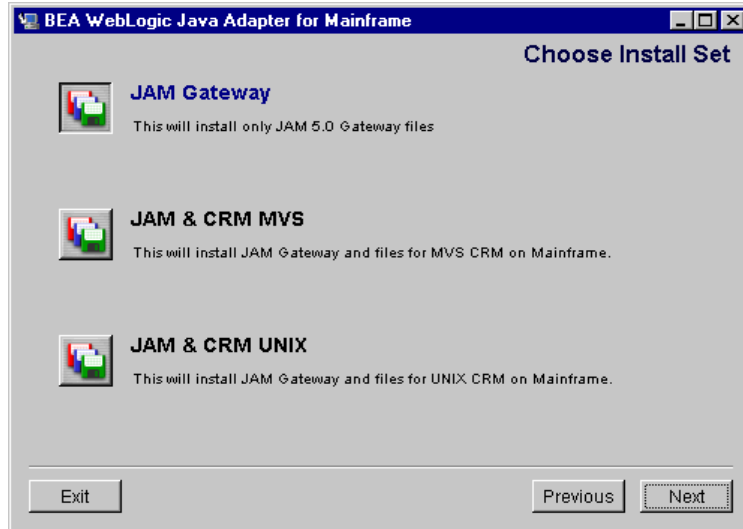 BEA WebLogic Java Adapter for Mainframe
Choose Install Set
JAM Gateway
This will install only JAM 5.0 Gateway files
JAM & CRM MVS
This will install JAM Gateway and files for MVS CRM on Mainframe.
JAM & CRM UNIX
This will install JAM Gateway and files for UNIX CRM on Mainframe.
Exit
Previous
Next